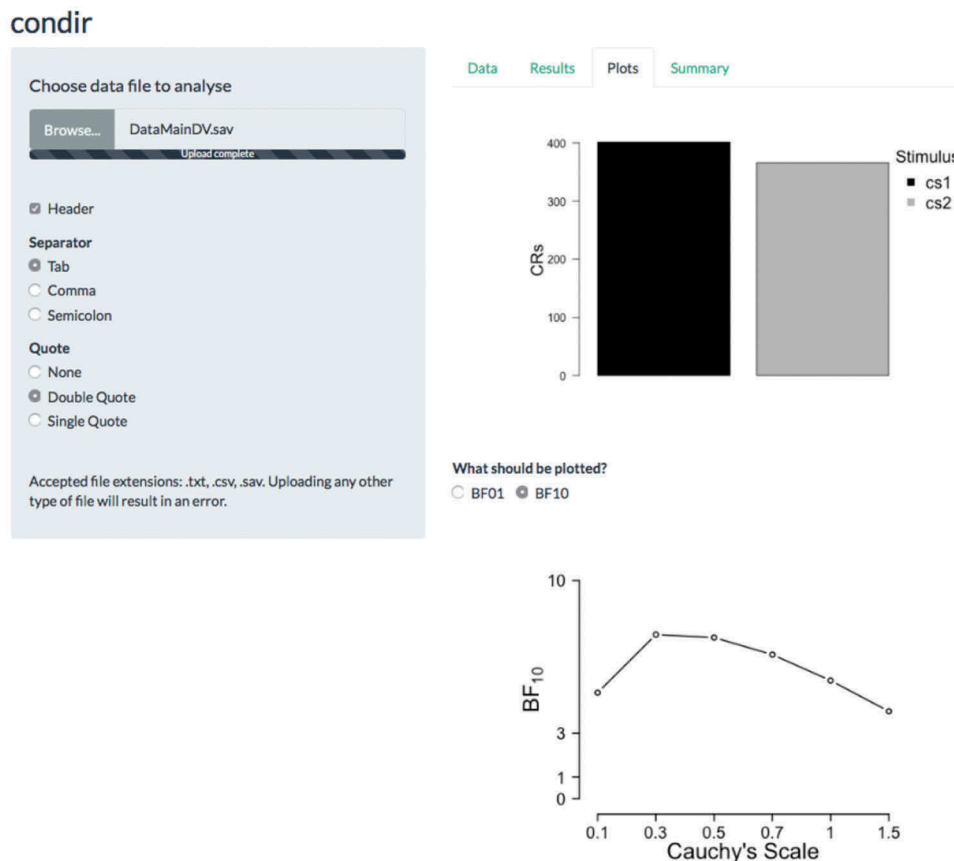 condir
Choose data file to analyse
Browse... DataMainDV.sav
Upload complete
Header
Separator
Tab
Comma
Semicolon
Quote
None
Double Quote
Single Quote
Accepted file extensions: .txt, .csv, .sav. Uploading any other
type of file will result in an error.
Data Results Plots Summary
400
300
200
100
0
CRs
Stimulus
cs1
cs2
What should be plotted?
BF01 BF10
10
3
1
0
BF10
0.1 0.3 0.5 0.7 1 1.5
Cauchy's Scale